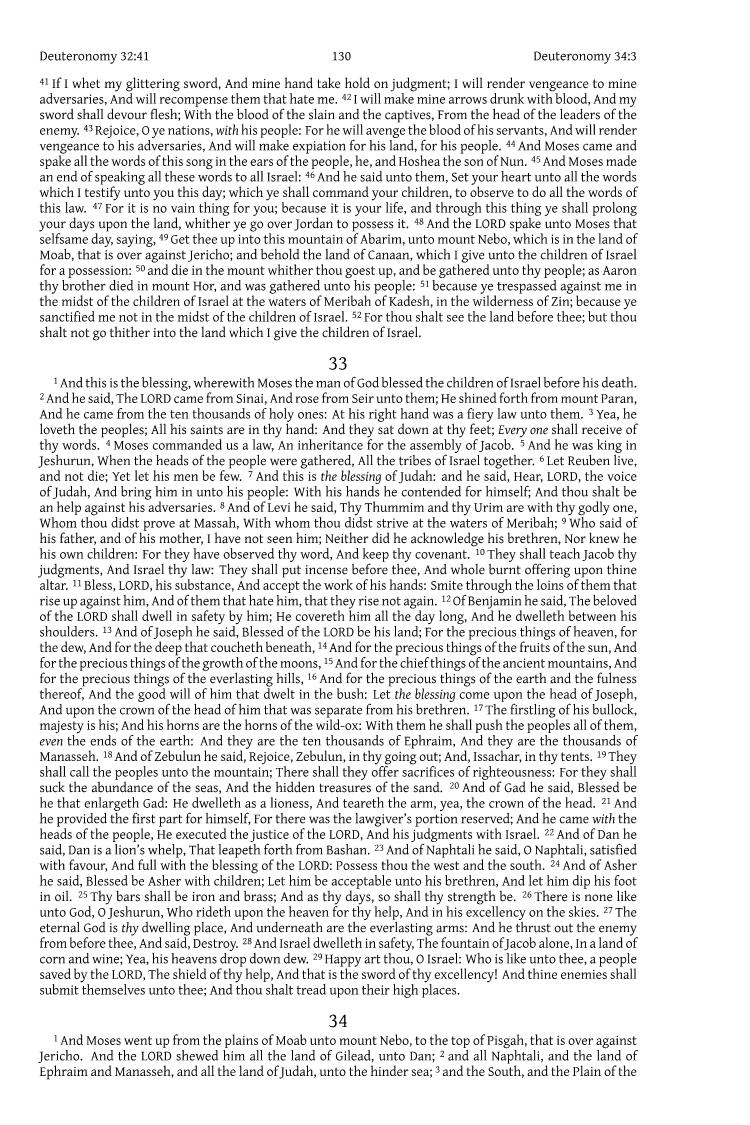 Deuteronomy 32:41 130 Deuteronomy 34:3
41 If I whet my glittering sword, And mine hand take hold on judgment; I will render vengeance to mine
adversaries, And will recompense them that hate me. 42 I will make mine arrows drunk with blood, And my
sword shall devour flesh; With the blood of the slain and the captives, From the head of the leaders of the
enemy. 43 Rejoice, O ye nations, with his people: For he will avenge the blood of his servants, And will render
vengeance to his adversaries, And will make expiation for his land, for his people. 44 And Moses came and
spake all the words of this song in the ears of the people, he, and Hoshea the son of Nun. 45 And Moses made
an end of speaking all these words to all Israel: 46 And he said unto them, Set your heart unto all the words
which I testify unto you this day; which ye shall command your children, to observe to do all the words of
this law. 47 For it is no vain thing for you; because it is your life, and through this thing ye shall prolong
your days upon the land, whither ye go over Jordan to possess it. 48 And the LORD spake unto Moses that
selfsame day, saying, 49 Get thee up into this mountain of Abarim, unto mount Nebo, which is in the land of
Moab, that is over against Jericho; and behold the land of Canaan, which I give unto the children of Israel
for a possession: 50 and die in the mount whither thou goest up, and be gathered unto thy people; as Aaron
thy brother died in mount Hor, and was gathered unto his people: 51 because ye trespassed against me in
the midst of the children of Israel at the waters of Meribah of Kadesh, in the wilderness of Zin; because ye
sanctified me not in the midst of the children of Israel. 52 For thou shalt see the land before thee; but thou
shalt not go thither into the land which I give the children of Israel.
33
1 And this is the blessing, wherewith Moses the man of God blessed the children of Israel before his death.
2 And he said, The LORD came from Sinai, And rose from Seir unto them; He shined forth from mount Paran,
And he came from the ten thousands of holy ones: At his right hand was a fiery law unto them. 3 Yea, he
loveth the peoples; All his saints are in thy hand: And they sat down at thy feet; Every one shall receive of
thy words. 4 Moses commanded us a law, An inheritance for the assembly of Jacob. 5 And he was king in
Jeshurun, When the heads of the people were gathered, All the tribes of Israel together. 6 Let Reuben live,
and not die; Yet let his men be few. 7 And this is the blessing of Judah: and he said, Hear, LORD, the voice
of Judah, And bring him in unto his people: With his hands he contended for himself; And thou shalt be
an help against his adversaries. 8 And of Levi he said, Thy Thummim and thy Urim are with thy godly one,
Whom thou didst prove at Massah, With whom thou didst strive at the waters of Meribah; 9 Who said of
his father, and of his mother, I have not seen him; Neither did he acknowledge his brethren, Nor knew he
his own children: For they have observed thy word, And keep thy covenant. 10 They shall teach Jacob thy
judgments, And Israel thy law: They shall put incense before thee, And whole burnt offering upon thine
altar. 11 Bless, LORD, his substance, And accept the work of his hands: Smite through the loins of them that
rise up against him, And of them that hate him, that they rise not again. 12 Of Benjamin he said, The beloved
of the LORD shall dwell in safety by him; He covereth him all the day long, And he dwelleth between his
shoulders. 13 And of Joseph he said, Blessed of the LORD be his land; For the precious things of heaven, for
the dew, And for the deep that coucheth beneath, 14 And for the precious things of the fruits of the sun, And
for the precious things of the growth of the moons, 15 And for the chief things of the ancient mountains, And
for the precious things of the everlasting hills, 16 And for the precious things of the earth and the fulness
thereof, And the good will of him that dwelt in the bush: Let the blessing come upon the head of Joseph,
And upon the crown of the head of him that was separate from his brethren. 17 The firstling of his bullock,
majesty is his; And his horns are the horns of the wild-ox: With them he shall push the peoples all of them,
even the ends of the earth: And they are the ten thousands of Ephraim, And they are the thousands of
Manasseh. 18 And of Zebulun he said, Rejoice, Zebulun, in thy going out; And, Issachar, in thy tents. 19 They
shall call the peoples unto the mountain; There shall they offer sacrifices of righteousness: For they shall
suck the abundance of the seas, And the hidden treasures of the sand. 20 And of Gad he said, Blessed be
he that enlargeth Gad: He dwelleth as a lioness, And teareth the arm, yea, the crown of the head. 21 And
he provided the first part for himself, For there was the lawgiver's portion reserved; And he came with the
heads of the people, He executed the justice of the LORD, And his judgments with Israel. 22 And of Dan he
said, Dan is a lion's whelp, That leapeth forth from Bashan. 23 And of Naphtali he said, O Naphtali, satisfied
with favour, And full with the blessing of the LORD: Possess thou the west and the south. 24 And of Asher
he said, Blessed be Asher with children; Let him be acceptable unto his brethren, And let him dip his foot
in oil. 25 Thy bars shall be iron and brass; And as thy days, so shall thy strength be. 26 There is none like
unto God, O Jeshurun, Who rideth upon the heaven for thy help, And in his excellency on the skies. 27 The
eternal God is thy dwelling place, And underneath are the everlasting arms: And he thrust out the enemy
from before thee, And said, Destroy. 28 And Israel dwelleth in safety, The fountain of Jacob alone, In a land of
corn and wine; Yea, his heavens drop down dew. 29 Happy art thou, O Israel: Who is like unto thee, a people
saved by the LORD, The shield of thy help, And that is the sword of thy excellency! And thine enemies shall
submit themselves unto thee; And thou shalt tread upon their high places.
34
1 And Moses went up from the plains of Moab unto mount Nebo, to the top of Pisgah, that is over against
Jericho. And the LORD shewed him all the land of Gilead, unto Dan; 2 and all Naphtali, and the land of
Ephraim and Manasseh, and all the land of Judah, unto the hinder sea; 3 and the South, and the Plain of the